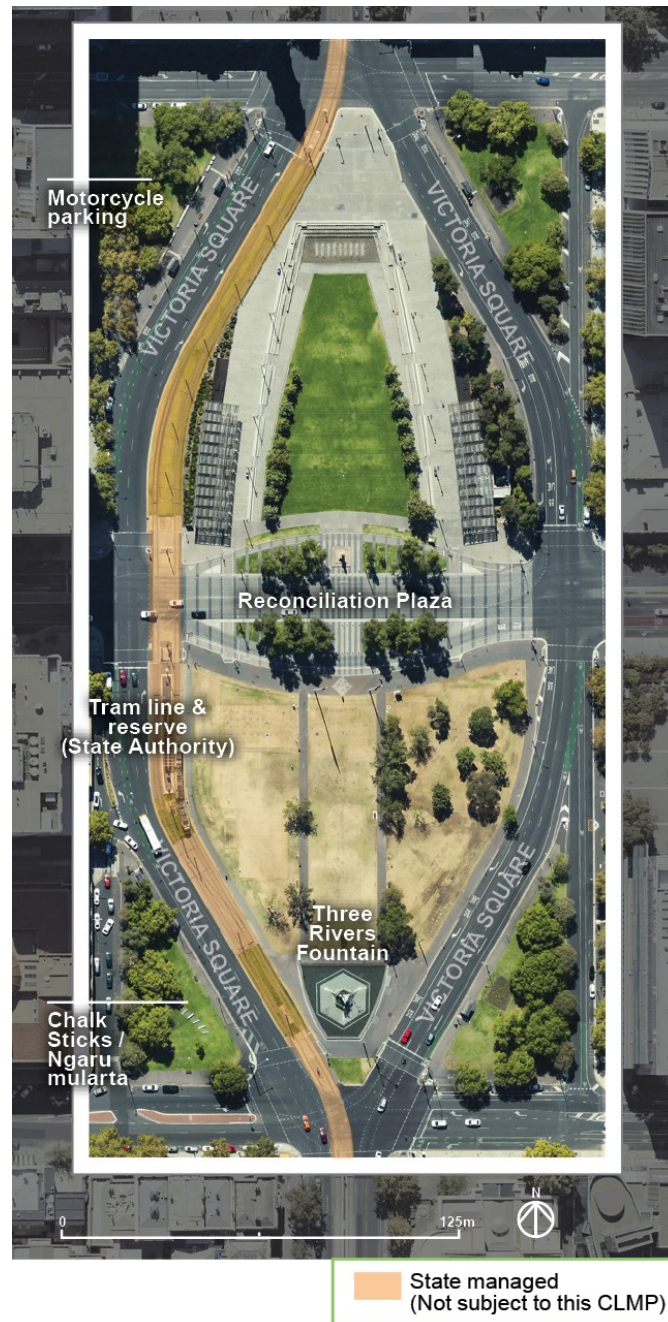 Motorcycle
parking
VICTORIA SQUARE
VICTORIA SQUARE
Reconciliation Plaza
Tram line &
reserve
(State Authority)
VICTORIA SQUARE
VICTORIA SQUARE
Three
Rivers
Fountain
Chalk
Sticks /
Ngaru
mularta
0
125m
N
State managed
(Not subject to this CLMP)